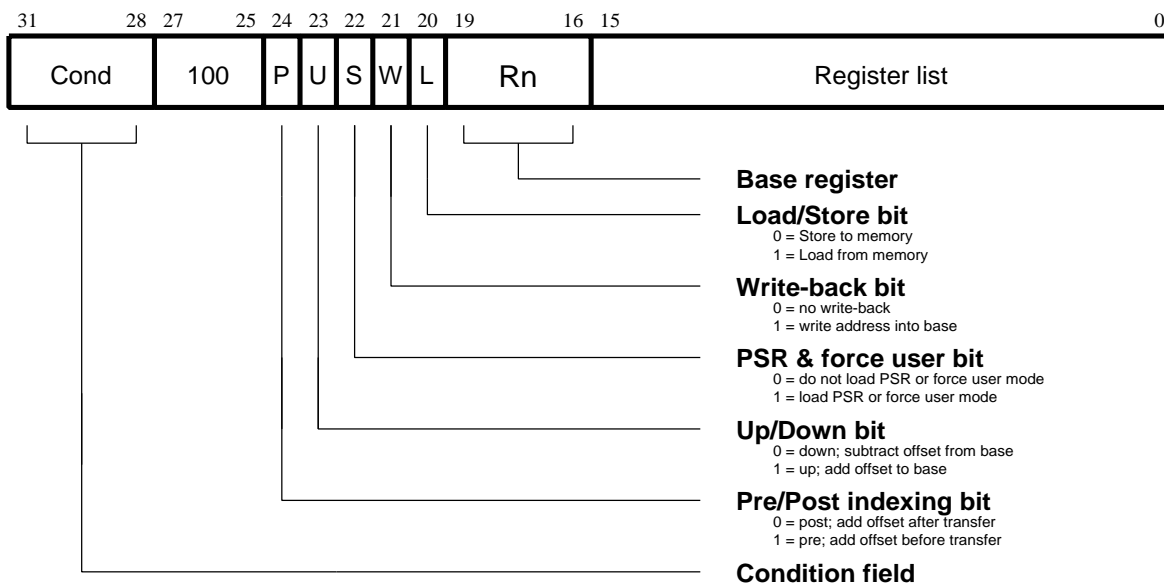 31 28 27 25 24 23 22 21 20 19 16 15 0
Cond 100 P U S W L Rn Register list
Base register
Load/Store bit
0 = Store to memory
1 = Load from memory
Write-back bit
0 = no write-back
1 = write address into base
PSR & force user bit
0 = do not load PSR or force user mode
1 = load PSR or force user mode
Up/Down bit
0 = down; subtract offset from base
1 = up; add offset to base
Pre/Post indexing bit
0 = post; add offset after transfer
1 = pre; add offset before transfer
Condition field